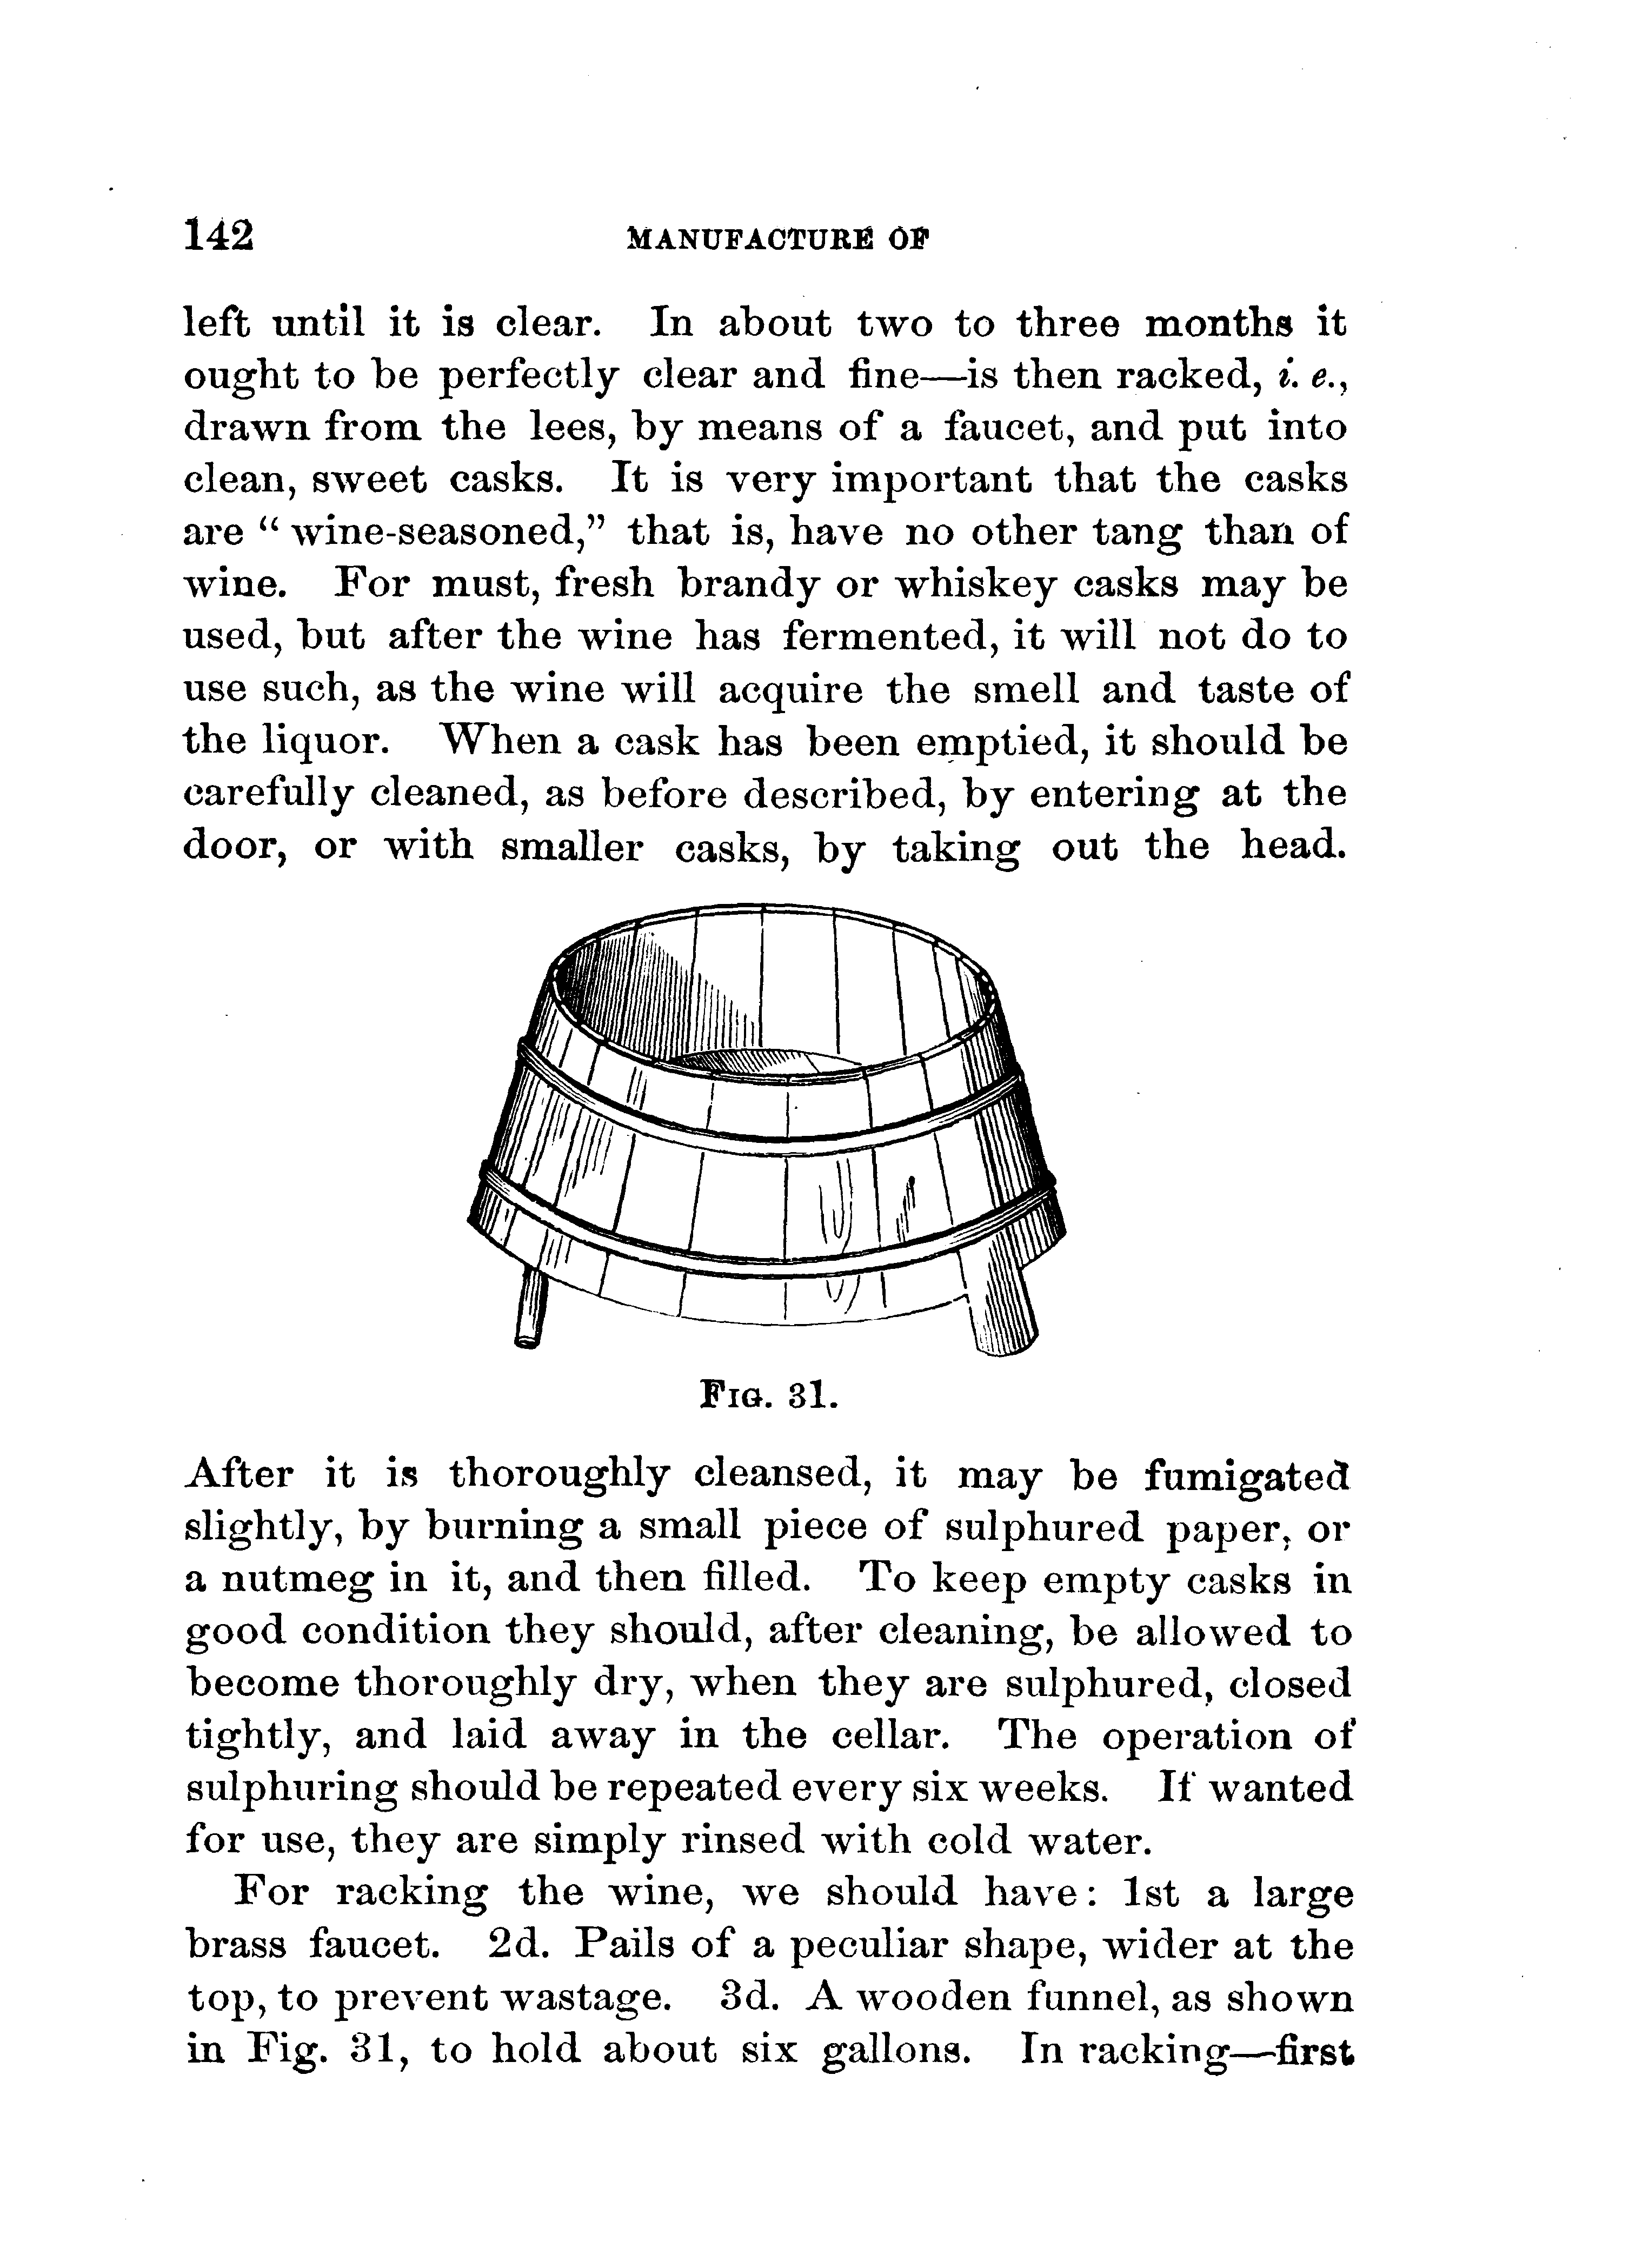 142 MANUFACTURE OF
left until it is clear. In about two to three months it
ought to be perfectly clear and fine—is then racked, i. e.,
drawn from the lees, by means of a faucet, and put into
clean, sweet casks. It is very important that the casks
are “ wine-seasoned,” that is, have no other tang than of
wine. For must, fresh brandy or whiskey casks may be
used, but after the wine has fermented, it will not do to
use such, as the wine will acquire the smell and taste of
the liquor. When a cask has been emptied, it should be
carefully cleaned, as before described, by entering at the
door, or with smaller casks, by taking out the head.
FIG. 31.
After it is thoroughly cleansed, it may be fumigated
slightly, by burning a small piece of sulphured paper, or
a nutmeg in it, and then filled. To keep empty casks in
good condition they should, after cleaning, be allowed to
become thoroughly dry, when they are sulphured, closed
tightly, and laid away in the cellar. The operation of
sulphuring should be repeated every six weeks. If wanted
for use, they are simply rinsed with cold water.
For racking the wine, we should have: 1st a large
brass faucet. 2d. Pails of a peculiar shape, wider at the
top, to prevent wastage. 3d. A wooden funnel, as shown
in Fig. 31, to hold about six gallons. In racking—first